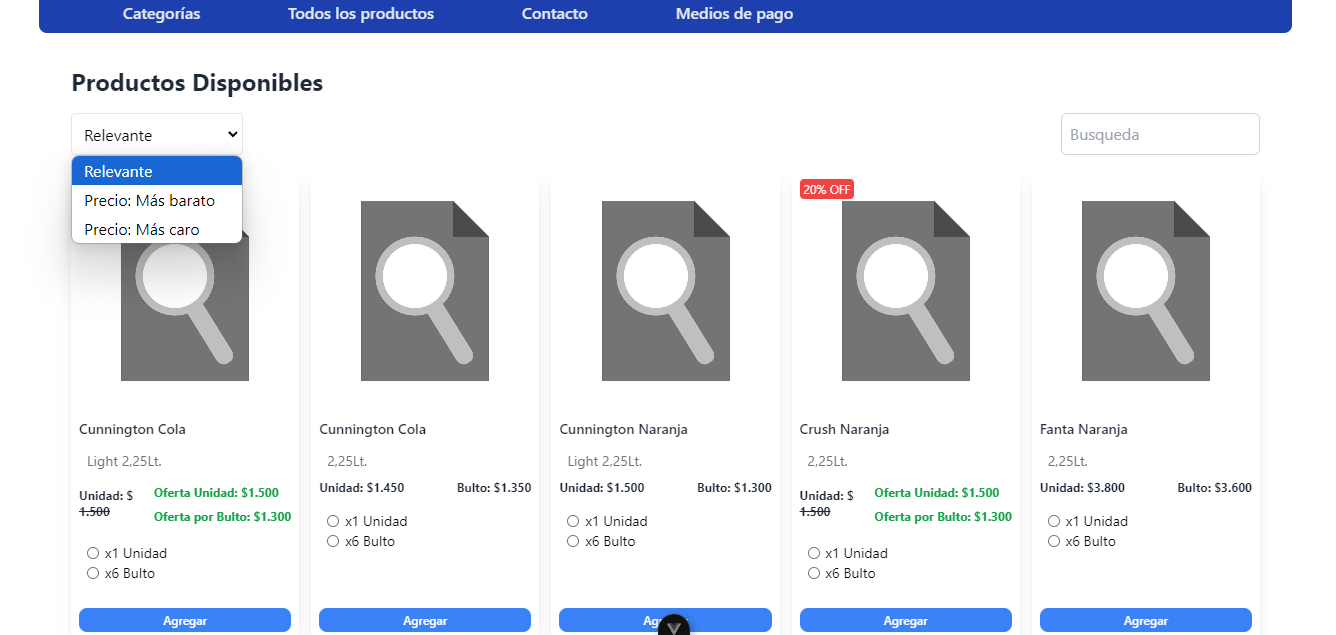 Categorías Todos los productos Contacto Medios de pago
Productos Disponibles
Relevante
Busqueda
Relevante
Precio: Más barato
Precio: Más caro
20% OFF
Cunnington Cola
Light 2,25Lt.
Unidad: $
1.500
Oferta Unidad: $1.500
Oferta por Bulto: $1.300
x1 Unidad
x6 Bulto
Agregar
Cunnington Cola
2,25Lt.
Unidad: $1.450 Bulto: $1.350
x1 Unidad
x6 Bulto
Agregar
Cunnington Naranja
Light 2,25Lt.
Unidad: $1.500 Bulto: $1.300
x1 Unidad
x6 Bulto
Crush Naranja
2,25Lt.
Unidad: $
1.500
Oferta Unidad: $1.500
Oferta por Bulto: $1.300
x1 Unidad
x6 Bulto
Agregar
Fanta Naranja
2,25Lt.
Unidad: $3.800 Bulto: $3.600
x1 Unidad
x6 Bulto
Agregar